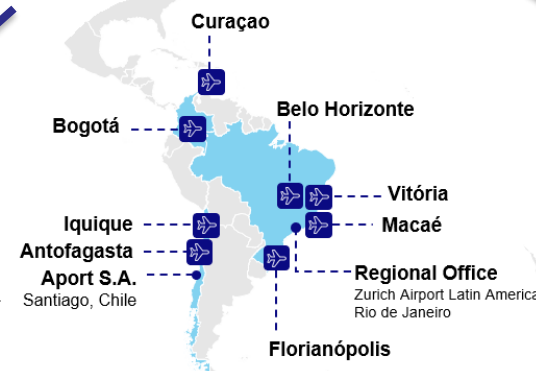 Curaçao
Belo Horizonte
Bogotá
Vitória
Iquique
Macaé
Antofagasta
Aport S.A.
Santiago, Chile
Regional Office
Zurich Airport Latin America
Rio de Janeiro
Florianópolis